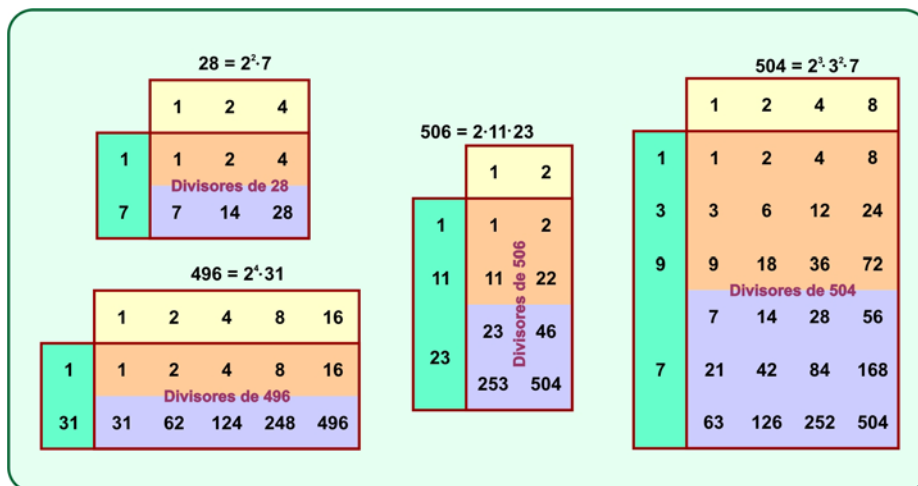 28 = 2²·7
1 2 4
1 1 2 4
Divisores de 28
7 7 14 28
496 = 2⁴·31
1 2 4 8 16
1 1 2 4 8 16
Divisores de 496
31 31 62 124 248 496
506 = 2·11·23
1 2
1 1 2
11 11 22
Divisores de 506
23 46
23
253 504
504 = 2³·3²·7
1 2 4 8
1 1 2 4 8
3 3 6 12 24
9 9 18 36 72
Divisores de 504
7 14 28 56
7 21 42 84 168
63 126 252 504